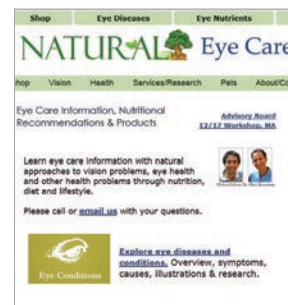 Shop Eye Diseases Eye Nutrients
NATURAL Eye Care
hop Vision Health Services/Research Pets About/Co
Eye Care Information, Nutritional
Recommendations & Products
Advisory Board
12/17 Workshop, MA
Learn eye care information with natural
approaches to vision problems, eye health
and other health problems through nutrition,
diet and lifestyle.
Please call or email us with your questions.
Eye Conditions
Explore eye diseases and
conditions. Overview, symptoms,
causes, illustrations & research.